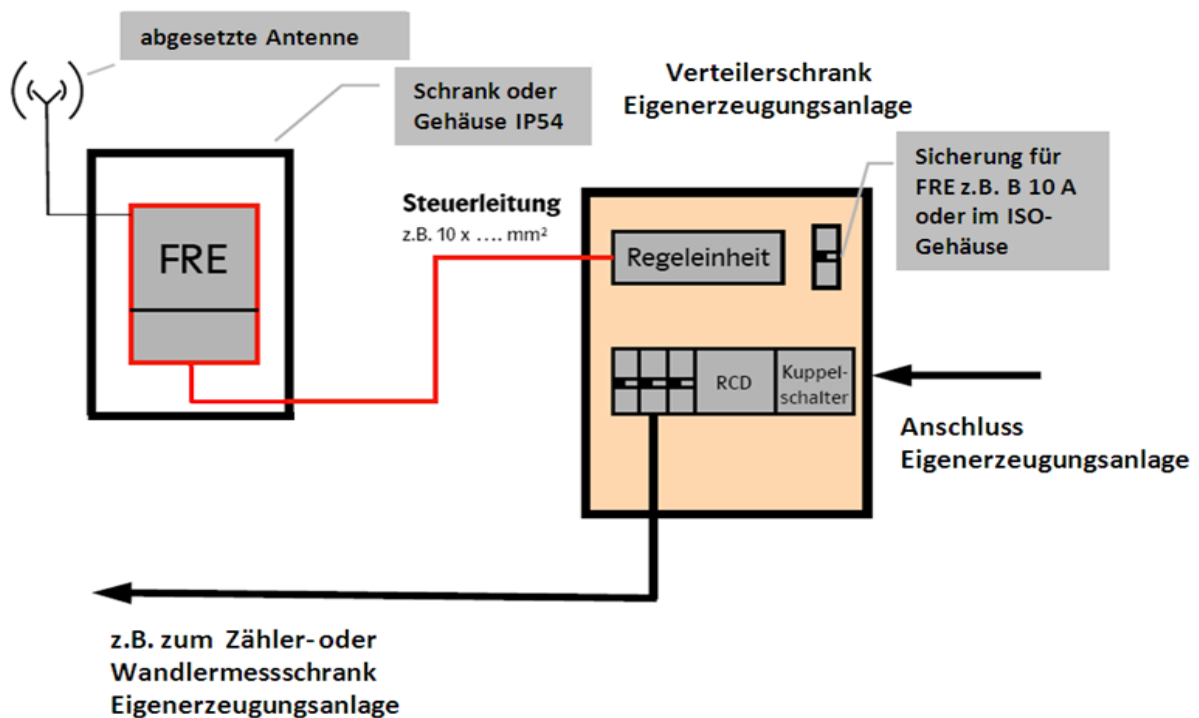 abgesetzte Antenne
Schrank oder
Gehäuse IP54
Verteilerschrank
Eigenerzeugungsanlage
Sicherung für
FRE z.B. B 10 A
oder im ISO-
Gehäuse
Steuerleitung
z.B. 10 x .... mm²
FRE
Regeleinheit
RCD
Kuppel-
schalter
Anschluss
Eigenerzeugungsanlage
z.B. zum Zähler- oder
Wandlermessschrank
Eigenerzeugungsanlage